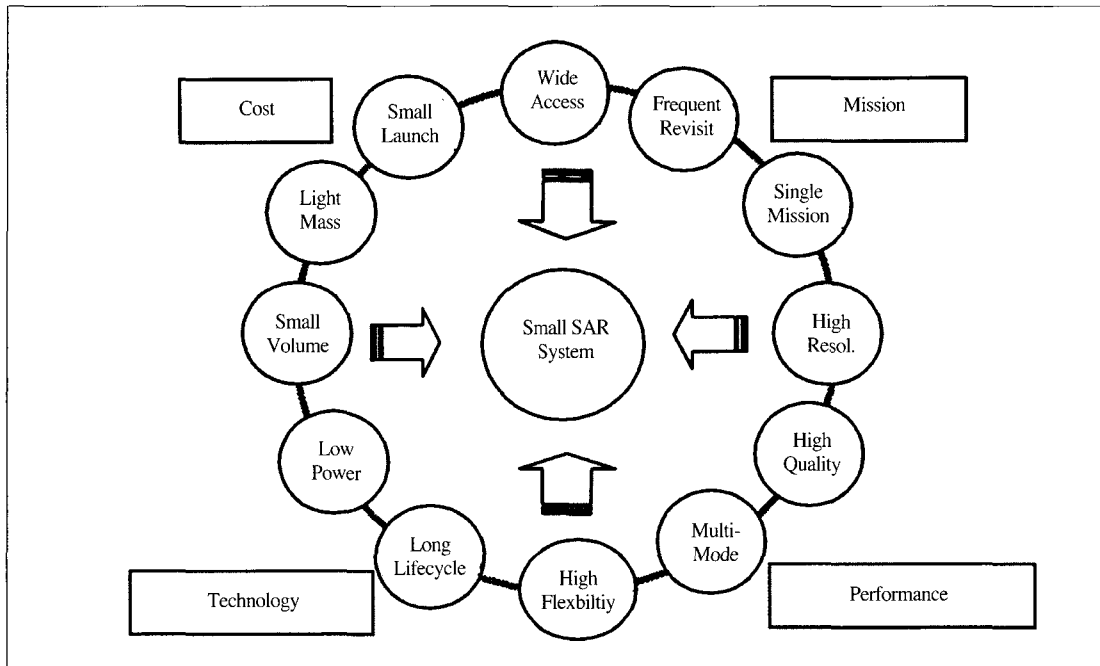 Cost
Mission
Wide
Access
Small
Launch
Frequent
Revisit
Light
Mass
Single
Mission
Small
Volume
Small SAR
System
High
Resol.
Low
Power
High
Quality
Long
Lifecycle
Multi-
Mode
High
Flexbiltiy
Technology
Performance